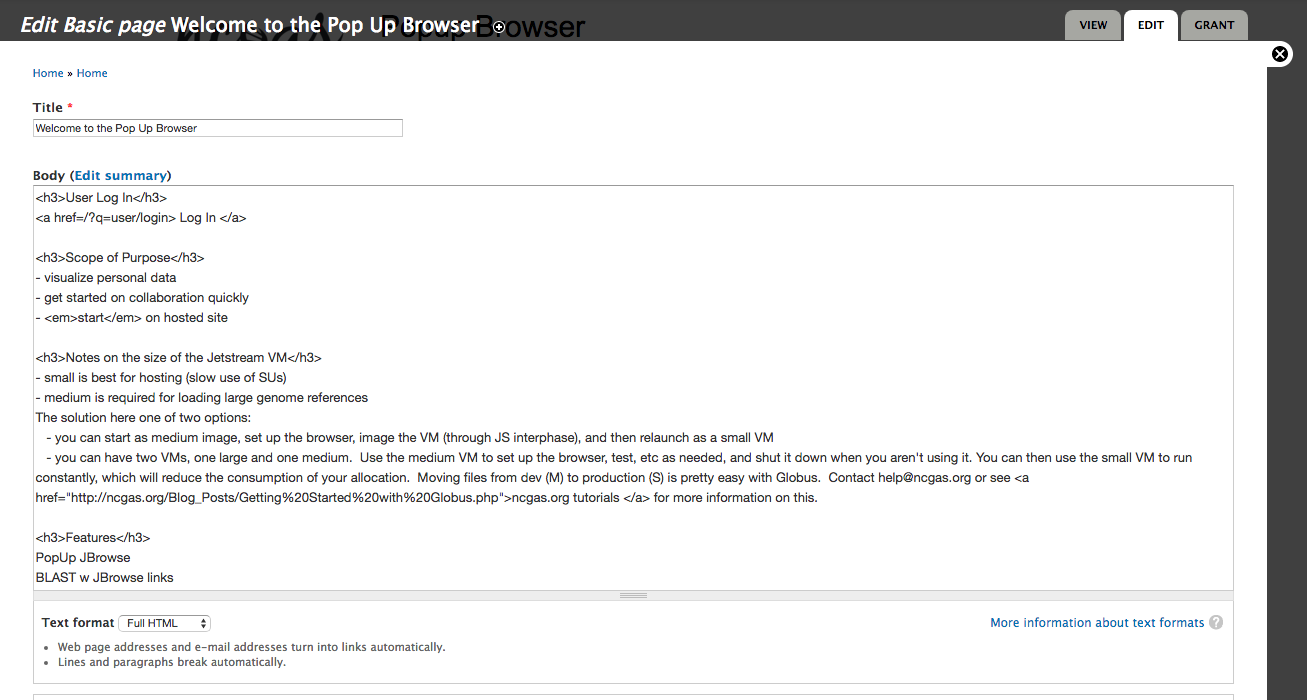 Edit Basic page Welcome to the Pop Up Browser
Popup Browser
VIEW
EDIT
GRANT
Home » Home
Title *
Welcome to the Pop Up Browser
Body (Edit summary)
<h3>User Log In</h3>
<a href=/?q=user/login> Log In </a>
<h3>Scope of Purpose</h3>
- visualize personal data
- get started on collaboration quickly
- <em>start</em> on hosted site
<h3>Notes on the size of the Jetstream VM</h3>
- small is best for hosting (slow use of SUs)
- medium is required for loading large genome references
The solution here one of two options:
- you can start as medium image, set up the browser, image the VM (through JS interphase), and then relaunch as a small VM
- you can have two VMs, one large and one medium.  Use the medium VM to set up the browser, test, etc as needed, and shut it down when you aren't using it. You can then use the small VM to run
constantly, which will reduce the consumption of your allocation.  Moving files from dev (M) to production (S) is pretty easy with Globus.  Contact help@ncgas.org or see <a
href="http://ncgas.org/Blog_Posts/Getting%20Started%20with%20Globus.php">ncgas.org tutorials </a> for more information on this.
<h3>Features</h3>
PopUp JBrowse
BLAST w JBrowse links
Text format Full HTML
More information about text formats ?
Web page addresses and e-mail addresses turn into links automatically.
Lines and paragraphs break automatically.